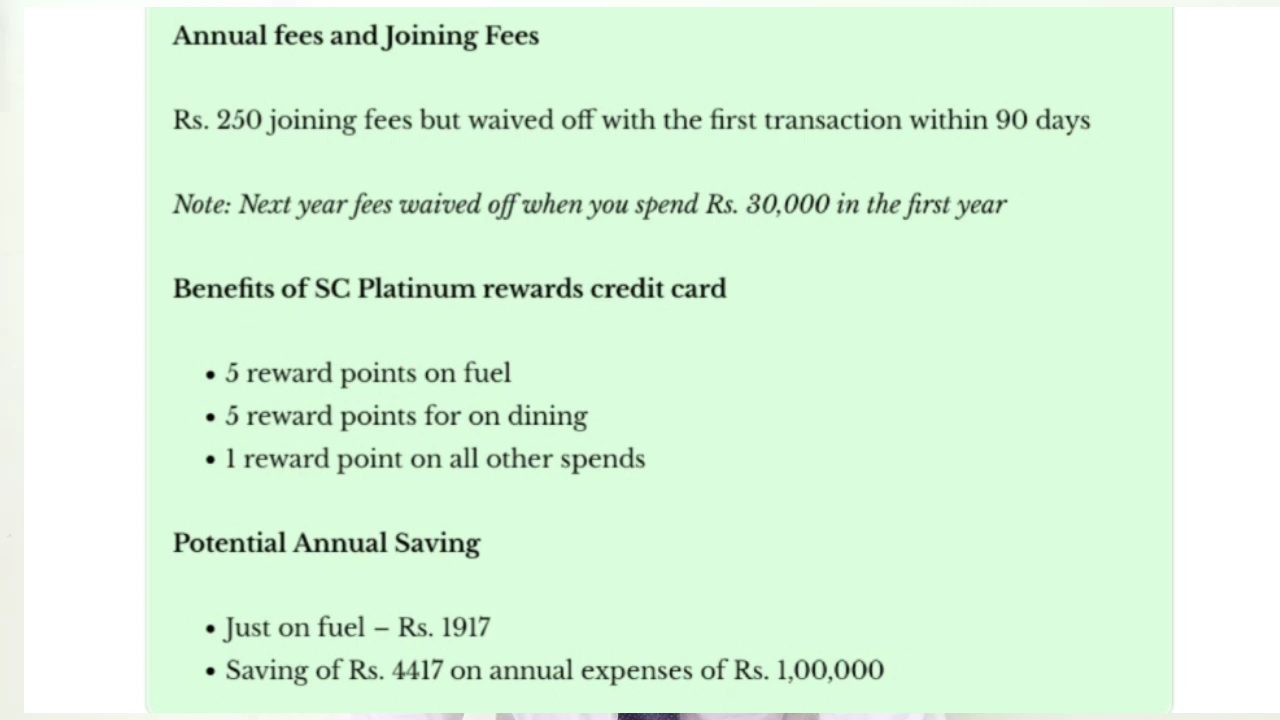 Annual fees and Joining Fees
Rs. 250 joining fees but waived off with the first transaction within 90 days
Note: Next year fees waived off when you spend Rs. 30,000 in the first year
Benefits of SC Platinum rewards credit card
• 5 reward points on fuel
• 5 reward points for on dining
• 1 reward point on all other spends
Potential Annual Saving
• Just on fuel – Rs. 1917
• Saving of Rs. 4417 on annual expenses of Rs. 1,00,000